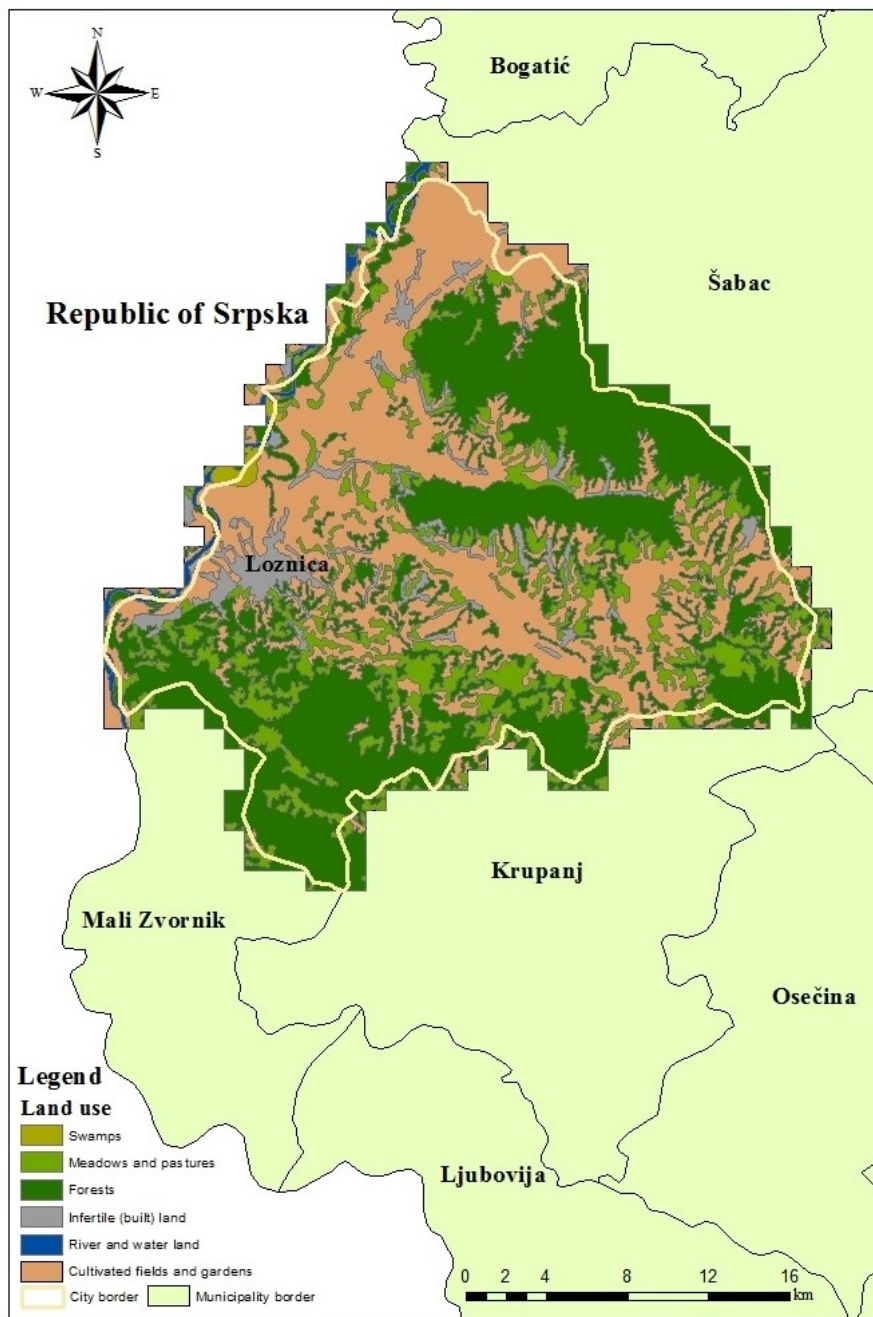 N
W E
S
Bogatić
Šabac
Republic of Srpska
Loznica
Krupanj
Mali Zvornik
Osečina
Ljubovija
Legend
Land use
Swamps
Meadows and pastures
Forests
Infertile (built) land
River and water land
Cultivated fields and gardens
City border Municipality border
0 2 4 8 12 16
km